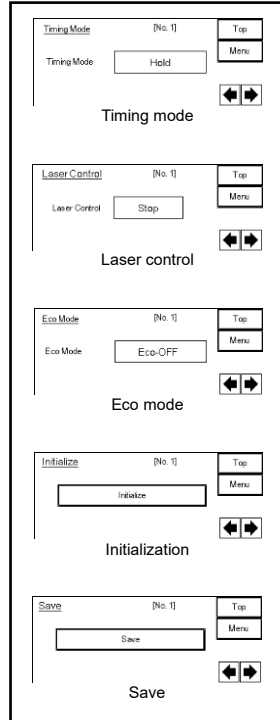 Timing Mode [No. 1] Top
Menu
Timing Mode Hold
Timing mode
Laser Control [No. 1] Top
Menu
Laser Control Stop
Laser control
Eco Mode [No. 1] Top
Menu
Eco Mode Eco-OFF
Eco mode
Initialize [No. 1] Top
Menu
Initialize
Initialization
Save [No. 1] Top
Menu
Save
Save